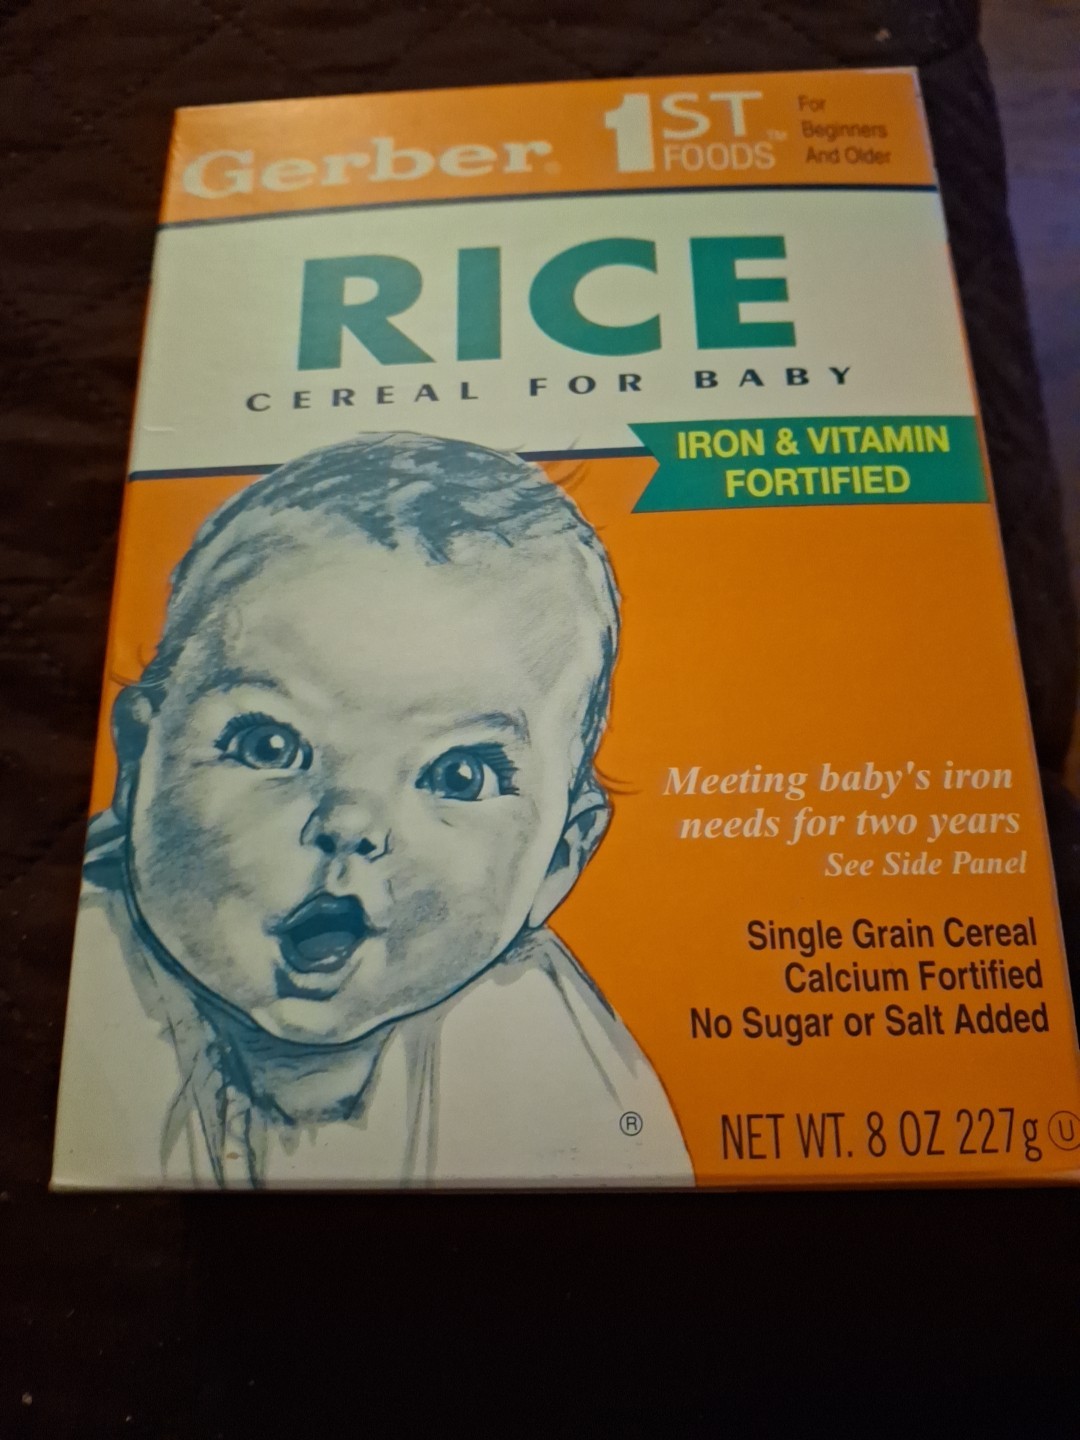 Gerber®
1ST FOODS™
For
Beginners
And Older
RICE
CEREAL FOR BABY
IRON & VITAMIN
FORTIFIED
Meeting baby's iron
needs for two years
See Side Panel
Single Grain Cereal
Calcium Fortified
No Sugar or Salt Added
®
NET WT. 8 OZ 227g Ⓤ